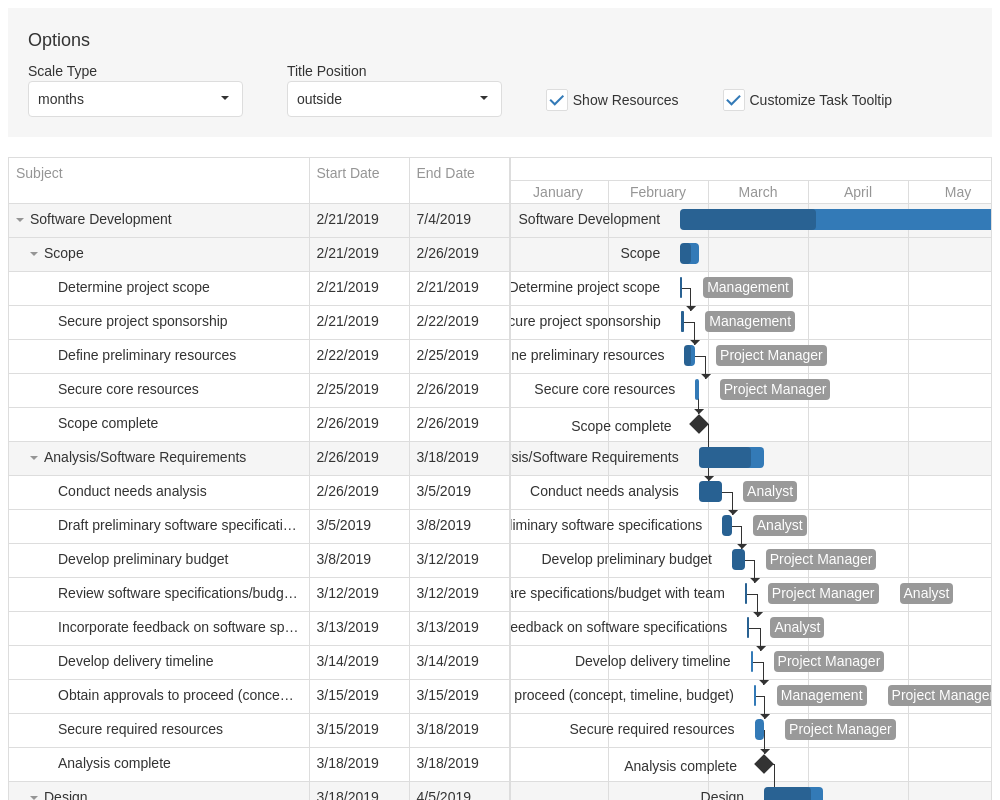 Options
Scale Type
Title Position
months
outside
Show Resources
Customize Task Tooltip
Subject Start Date End Date
January February March April May
Software Development 2/21/2019 7/4/2019 Software Development
Scope 2/21/2019 2/26/2019 Scope
Determine project scope 2/21/2019 2/21/2019 Determine project scope Management
Secure project sponsorship 2/21/2019 2/22/2019 cure project sponsorship Management
Define preliminary resources 2/22/2019 2/25/2019 ne preliminary resources Project Manager
Secure core resources 2/25/2019 2/26/2019 Secure core resources Project Manager
Scope complete 2/26/2019 2/26/2019 Scope complete
Analysis/Software Requirements 2/26/2019 3/18/2019 sis/Software Requirements
Conduct needs analysis 2/26/2019 3/5/2019 Conduct needs analysis Analyst
Draft preliminary software specificati… 3/5/2019 3/8/2019 liminary software specifications Analyst
Develop preliminary budget 3/8/2019 3/12/2019 Develop preliminary budget Project Manager
Review software specifications/budg… 3/12/2019 3/12/2019 are specifications/budget with team Project Manager Analyst
Incorporate feedback on software sp… 3/13/2019 3/13/2019 eedback on software specifications Analyst
Develop delivery timeline 3/14/2019 3/14/2019 Develop delivery timeline Project Manager
Obtain approvals to proceed (conce… 3/15/2019 3/15/2019 proceed (concept, timeline, budget) Management Project Manager
Secure required resources 3/15/2019 3/18/2019 Secure required resources Project Manager
Analysis complete 3/18/2019 3/18/2019 Analysis complete
Design 3/18/2019 4/5/2019 Design